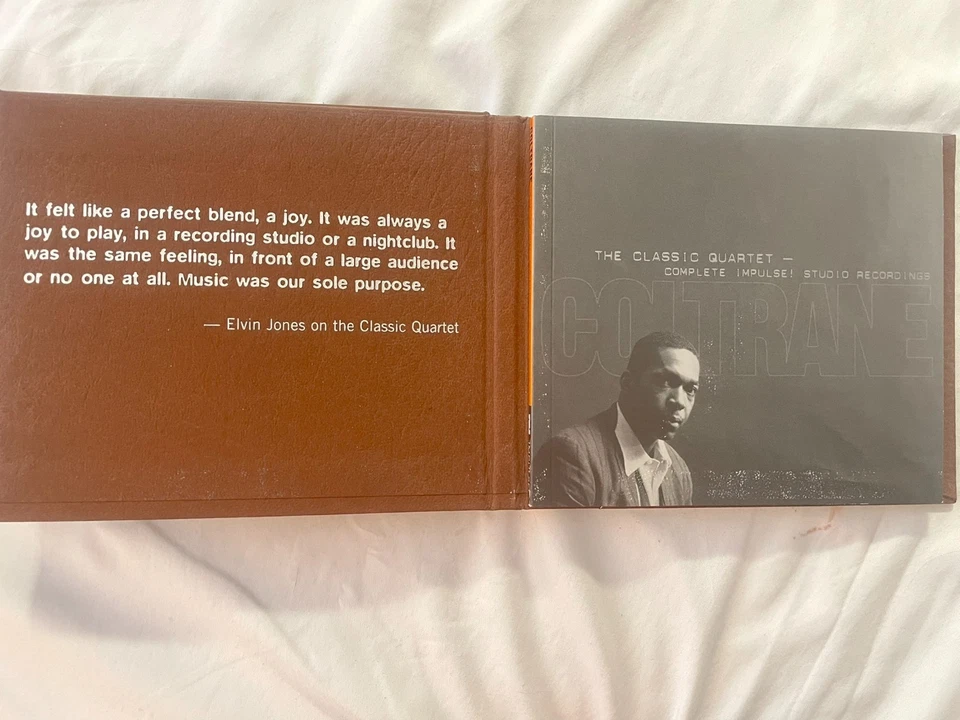 It felt like a perfect blend, a joy. It was always a
joy to play, in a recording studio or a nightclub. It
was the same feeling, in front of a large audience
or no one at all. Music was our sole purpose.
— Elvin Jones on the Classic Quartet
THE CLASSIC QUARTET —
COMPLETE IMPULSE! STUDIO RECORDINGS
COLTRANE